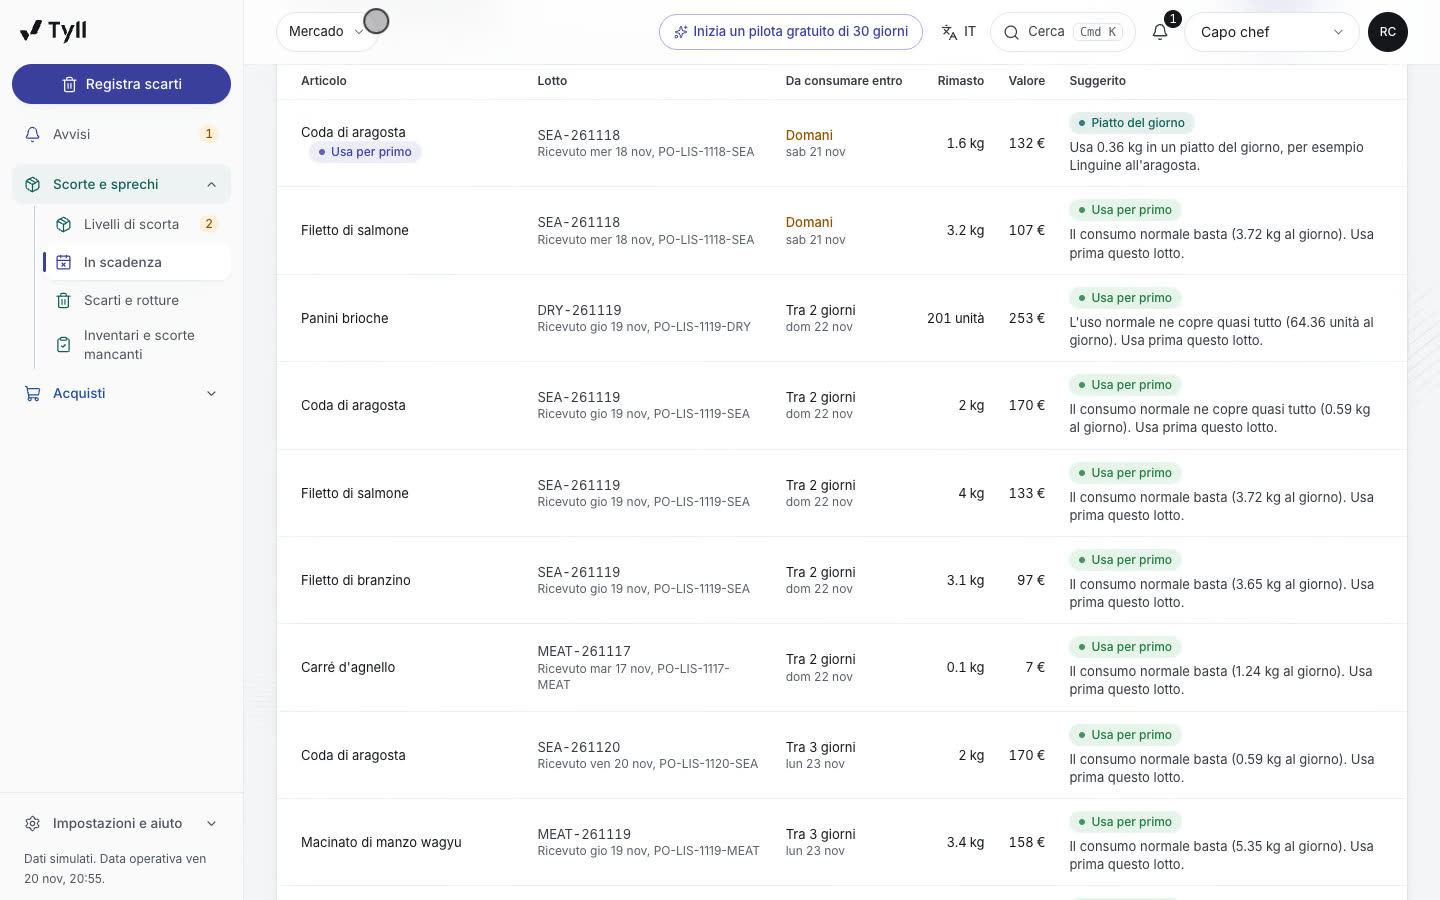 Tyll
Mercado
Inizia un pilota gratuito di 30 giorni
IT
Cerca
Cmd K
1
Capo chef
RC
Registra scarti
Avvisi
1
Scorte e sprechi
Livelli di scorta
2
In scadenza
Scarti e rotture
Inventari e scorte
mancanti
Acquisti
Impostazioni e aiuto
Dati simulati. Data operativa ven
20 nov, 20:55.
Articolo Lotto Da consumare entro Rimasto Valore Suggerito
Coda di aragosta
Usa per primo
SEA-261118
Ricevuto mer 18 nov, PO-LIS-1118-SEA
Domani
sab 21 nov
1.6 kg
132 €
Piatto del giorno
Usa 0.36 kg in un piatto del giorno, per esempio
Linguine all'aragosta.
Filetto di salmone
SEA-261118
Ricevuto mer 18 nov, PO-LIS-1118-SEA
Domani
sab 21 nov
3.2 kg
107 €
Usa per primo
Il consumo normale basta (3.72 kg al giorno). Usa
prima questo lotto.
Panini brioche
DRY-261119
Ricevuto gio 19 nov, PO-LIS-1119-DRY
Tra 2 giorni
dom 22 nov
201 unità
253 €
Usa per primo
L'uso normale ne copre quasi tutto (64.36 unità al
giorno). Usa prima questo lotto.
Coda di aragosta
SEA-261119
Ricevuto gio 19 nov, PO-LIS-1119-SEA
Tra 2 giorni
dom 22 nov
2 kg
170 €
Usa per primo
Il consumo normale ne copre quasi tutto (0.59 kg
al giorno). Usa prima questo lotto.
Filetto di salmone
SEA-261119
Ricevuto gio 19 nov, PO-LIS-1119-SEA
Tra 2 giorni
dom 22 nov
4 kg
133 €
Usa per primo
Il consumo normale basta (3.72 kg al giorno). Usa
prima questo lotto.
Filetto di branzino
SEA-261119
Ricevuto gio 19 nov, PO-LIS-1119-SEA
Tra 2 giorni
dom 22 nov
3.1 kg
97 €
Usa per primo
Il consumo normale basta (3.65 kg al giorno). Usa
prima questo lotto.
Carré d'agnello
MEAT-261117
Ricevuto mar 17 nov, PO-LIS-1117-
MEAT
Tra 2 giorni
dom 22 nov
0.1 kg
7 €
Usa per primo
Il consumo normale basta (1.24 kg al giorno). Usa
prima questo lotto.
Coda di aragosta
SEA-261120
Ricevuto ven 20 nov, PO-LIS-1120-SEA
Tra 3 giorni
lun 23 nov
2 kg
170 €
Usa per primo
Il consumo normale basta (0.59 kg al giorno). Usa
prima questo lotto.
Macinato di manzo wagyu
MEAT-261119
Ricevuto gio 19 nov, PO-LIS-1119-MEAT
Tra 3 giorni
lun 23 nov
3.4 kg
158 €
Usa per primo
Il consumo normale basta (5.35 kg al giorno). Usa
prima questo lotto.